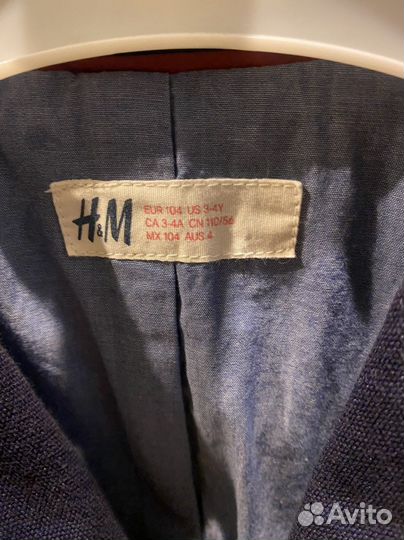 H&M
EUR 104 US 3-4Y
CA 3-4A CN 110/56
MX 104 AUS 4
Avito